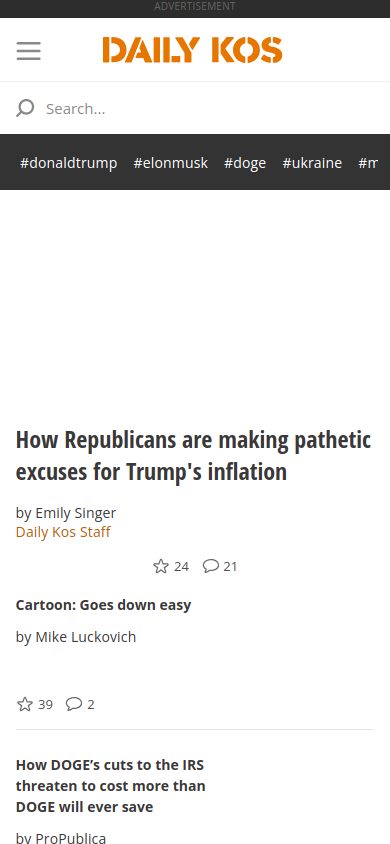 ADVERTISEMENT
DAILY KOS
Search...
#donaldtrump #elonmusk #doge #ukraine #m
How Republicans are making pathetic
excuses for Trump's inflation
by Emily Singer
Daily Kos Staff
24 21
Cartoon: Goes down easy
by Mike Luckovich
39 2
How DOGE’s cuts to the IRS
threaten to cost more than
DOGE will ever save
by ProPublica